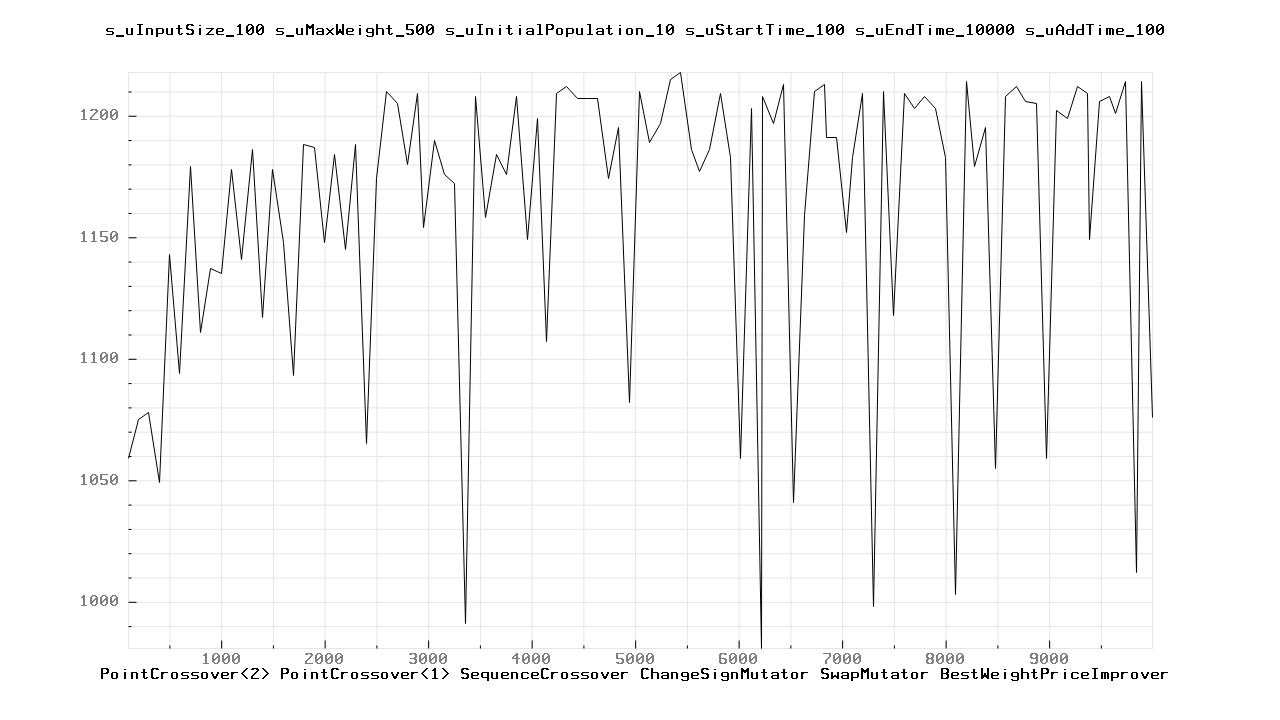 s_uInputSize_100 s_uMaxWeight_500 s_uInitialPopulation_10 s_uStartTime_100 s_uEndTime_10000 s_uAddTime_100
1200
1150
1100
1050
1000
1000 2000 3000 4000 5000 6000 7000 8000 9000
PointCrossover<2> PointCrossover<1> SequenceCrossover ChangeSignMutator SwapMutator BestWeightPriceImprover